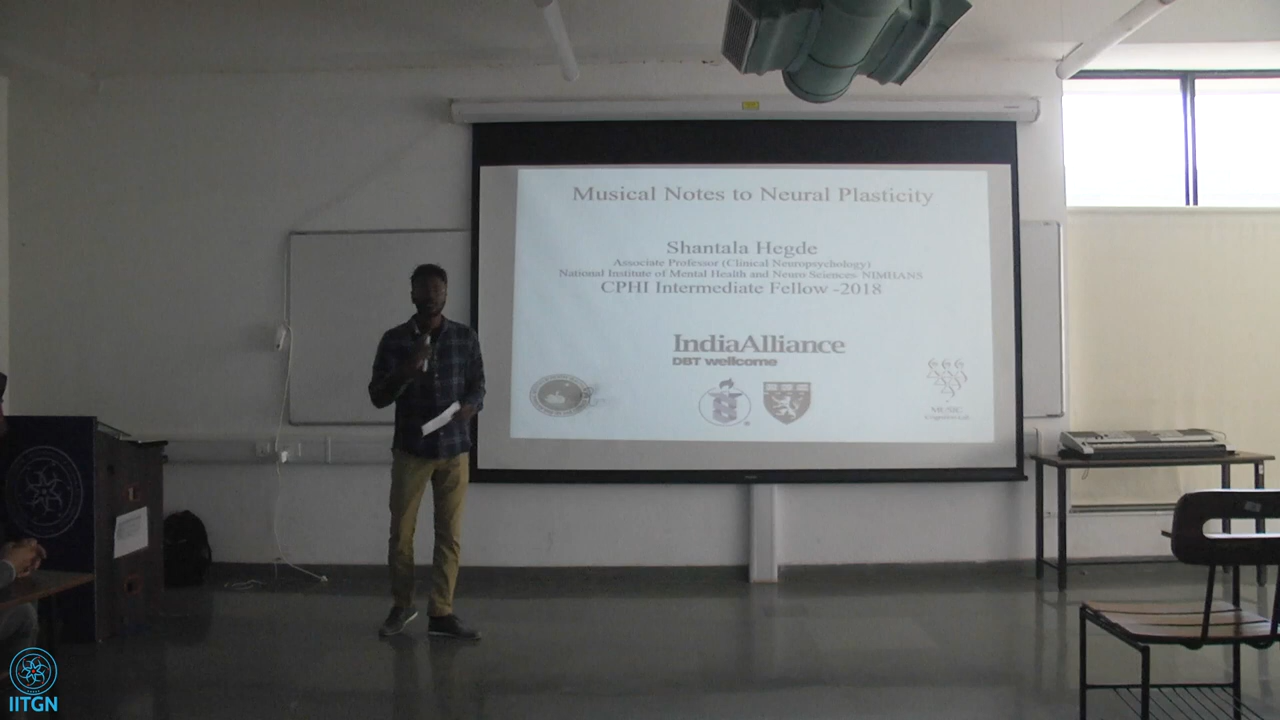 Musical Notes to Neural Plasticity
Shantala Hegde
Associate Professor (Clinical Neuropsychology)
National Institute of Mental Health and Neuro Sciences- NIMHANS
CPHI Intermediate Fellow -2018
IndiaAlliance
DBT wellcome
MUSIC
IITGN